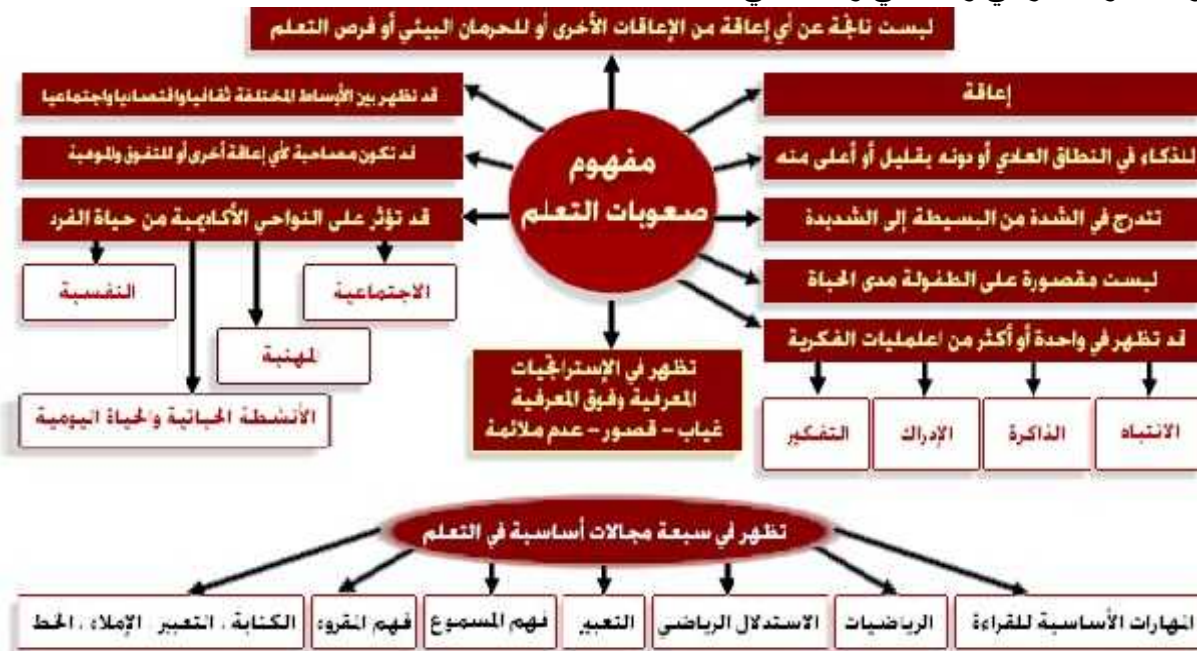 ليست ناتجة عن أي إعاقة من الإعاقات الأخرى أو للحرمان البيئي أو فرص التعلم
مفهوم
صعوبات التعلم
إعاقة
للذكاء في النطاق العادي أو دونه بقليل أو أعلى منه
تتدرج في الشدة من البسيطة إلى الشديدة
ليست مقصورة على الطفولة مدى الحياة
قد تظهر في واحدة أو أكثر من اعلمليات الفكرية
الانتباه
الذاكرة
الإدراك
التفكير
قد تظهر بين الأوساط المختلفة ثقافياواقتصادياواجتماعيا
قد تكون مصاحبة لأي إعاقة أخرى أو للتفوق والموهبة
قد تؤثر على النواحي الأكاديمية من حياة الفرد
الاجتماعية
النفسية
المهنية
الأنشطة الحياتية والحياة اليومية
تظهر في الإستراتجيات
المعرفية وفوق المعرفية
غياب - قصور - عدم ملائمة
تظهر في سبعة مجالات أساسية في التعلم
المهارات الأساسية للقراءة
الرياضيات
الاستدلال الرياضي
التعبير
فهم المسموع
فهم المقروء
الكتابة ، التعبير . الإملاء ، الخط